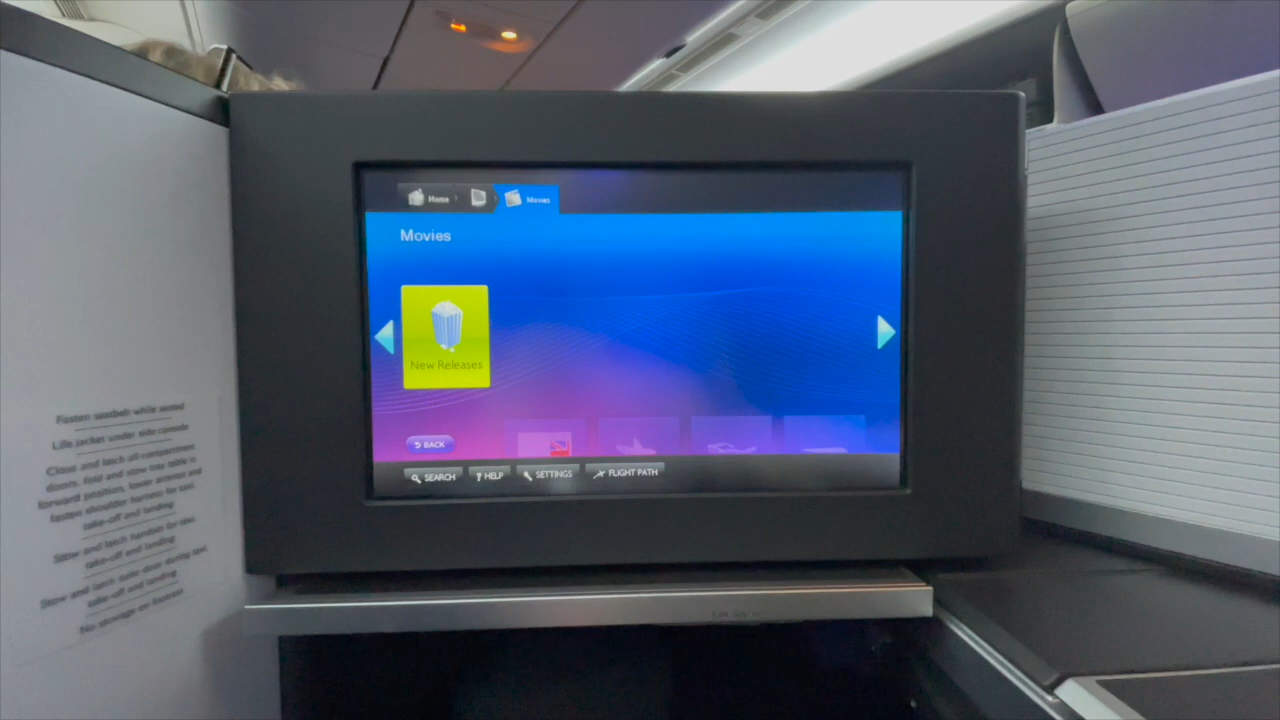 Home
Movies
Movies
New Releases
BACK
SEARCH
? HELP
SETTINGS
FLIGHT PATH
Fasten seatbelt while seated
Life jacket under side console
Close and latch all compartment
doors, fold and stow tray table in
forward position, lower armrest and
fasten shoulder harness for taxi,
take-off and landing
Stow and latch handset for taxi,
take-off and landing
Stow and latch suite door during taxi,
take-off and landing
No stowage on footrest